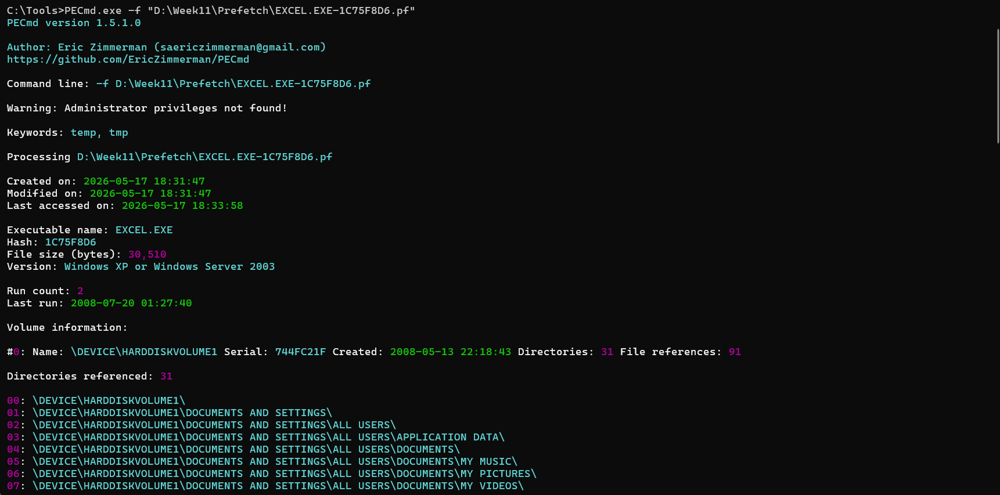 C:\Tools>PECmd.exe -f "D:\Week11\Prefetch\EXCEL.EXE-1C75F8D6.pf"
PECmd version 1.5.1.0
Author: Eric Zimmerman (saericzimmerman@gmail.com)
https://github.com/EricZimmerman/PECmd
Command line: -f D:\Week11\Prefetch\EXCEL.EXE-1C75F8D6.pf
Warning: Administrator privileges not found!
Keywords: temp, tmp
Processing D:\Week11\Prefetch\EXCEL.EXE-1C75F8D6.pf
Created on: 2026-05-17 18:31:47
Modified on: 2026-05-17 18:31:47
Last accessed on: 2026-05-17 18:33:58
Executable name: EXCEL.EXE
Hash: 1C75F8D6
File size (bytes): 30,510
Version: Windows XP or Windows Server 2003
Run count: 2
Last run: 2008-07-20 01:27:40
Volume information:
#0: Name: \DEVICE\HARDDISKVOLUME1 Serial: 744FC21F Created: 2008-05-13 22:18:43 Directories: 31 File references: 91
Directories referenced: 31
00: \DEVICE\HARDDISKVOLUME1\
01: \DEVICE\HARDDISKVOLUME1\DOCUMENTS AND SETTINGS\
02: \DEVICE\HARDDISKVOLUME1\DOCUMENTS AND SETTINGS\ALL USERS\
03: \DEVICE\HARDDISKVOLUME1\DOCUMENTS AND SETTINGS\ALL USERS\APPLICATION DATA\
04: \DEVICE\HARDDISKVOLUME1\DOCUMENTS AND SETTINGS\ALL USERS\DOCUMENTS\
05: \DEVICE\HARDDISKVOLUME1\DOCUMENTS AND SETTINGS\ALL USERS\DOCUMENTS\MY MUSIC\
06: \DEVICE\HARDDISKVOLUME1\DOCUMENTS AND SETTINGS\ALL USERS\DOCUMENTS\MY PICTURES\
07: \DEVICE\HARDDISKVOLUME1\DOCUMENTS AND SETTINGS\ALL USERS\DOCUMENTS\MY VIDEOS\